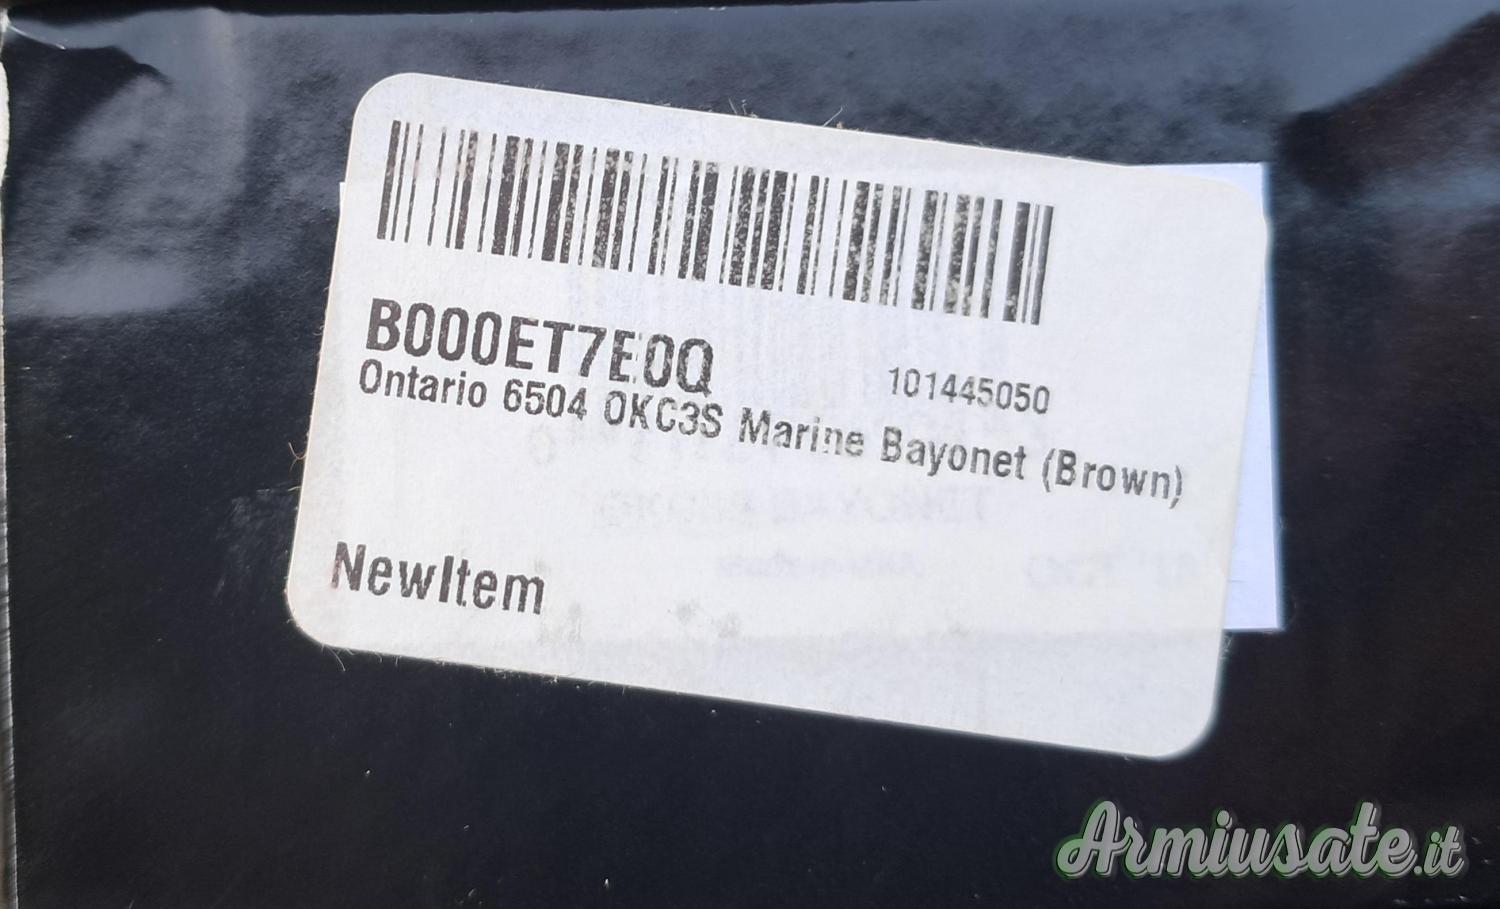 B000ET7E0Q
101445050
Ontario 6504 OKC3S Marine Bayonet (Brown)
NewItem
Armiusate.it